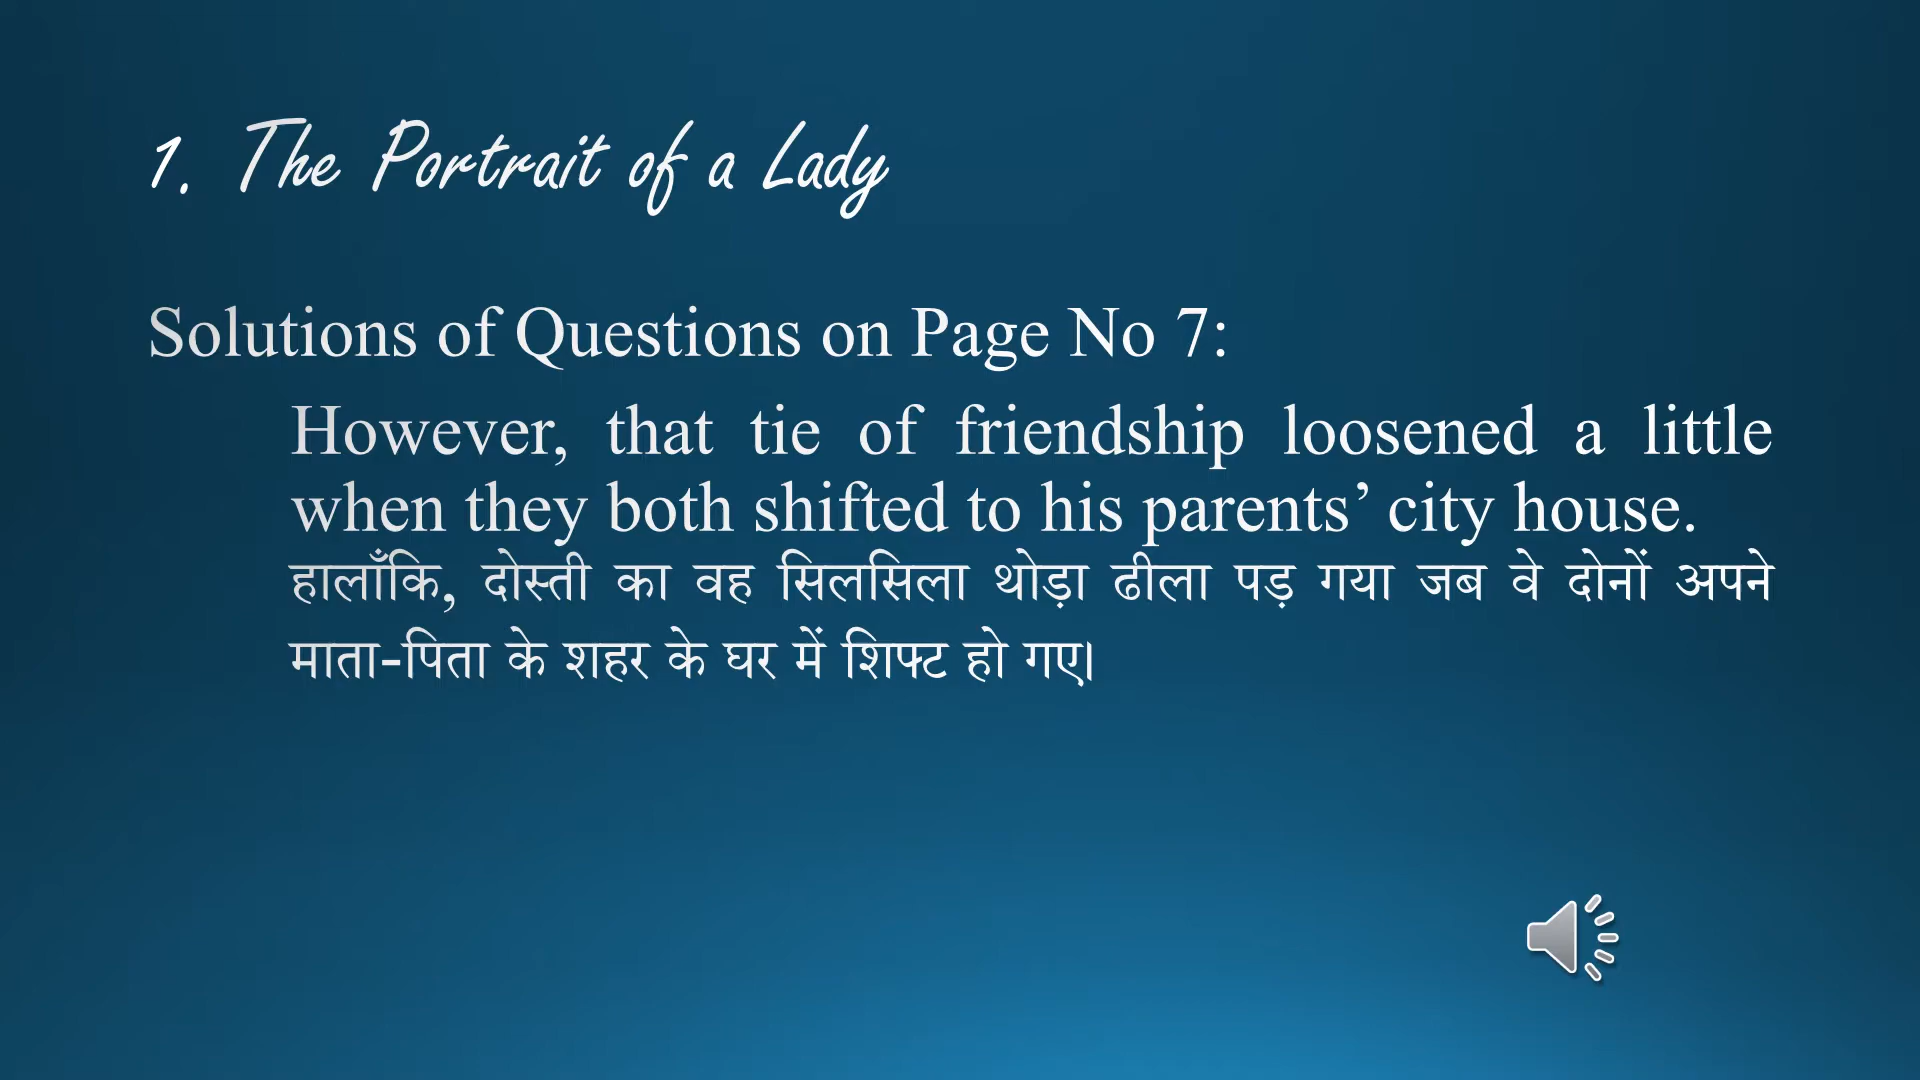 1. The Portrait of a Lady
Solutions of Questions on Page No 7:
However, that tie of friendship loosened a little
when they both shifted to his parents’ city house.
हालाँकि, दोस्ती का वह सिलसिला थोड़ा ढीला पड़ गया जब वे दोनों अपने
माता-पिता के शहर के घर में शिफ्ट हो गए।